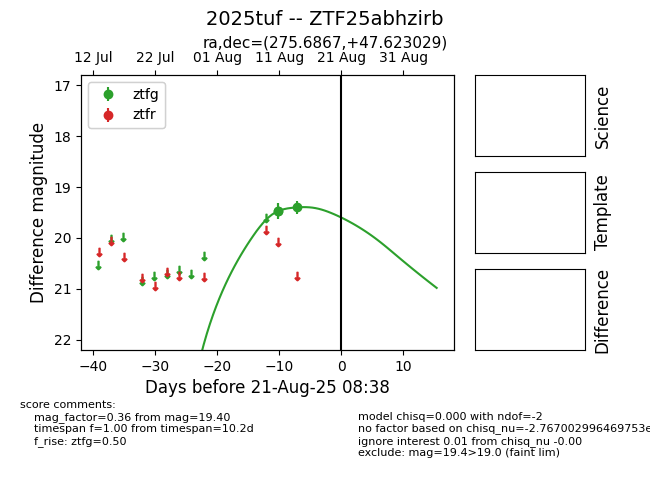 2025tuf -- ZTF25abhzirb
ra,dec=(275.6867,+47.623029)
12 Jul 22 Jul 01 Aug 11 Aug 21 Aug 31 Aug
ztfg
ztfr
17
18
19
20
21
22
Difference magnitude
−40 −30 −20 −10 0 10
Days before 21-Aug-25 08:38
Science
Template
Difference
score comments:
mag_factor=0.36 from mag=19.40
timespan f=1.00 from timespan=10.2d
f_rise: ztfg=0.50
model chisq=0.000 with ndof=-2
no factor based on chisq_nu=-2.767002996469753e
ignore interest 0.01 from chisq_nu -0.00
exclude: mag=19.4>19.0 (faint lim)